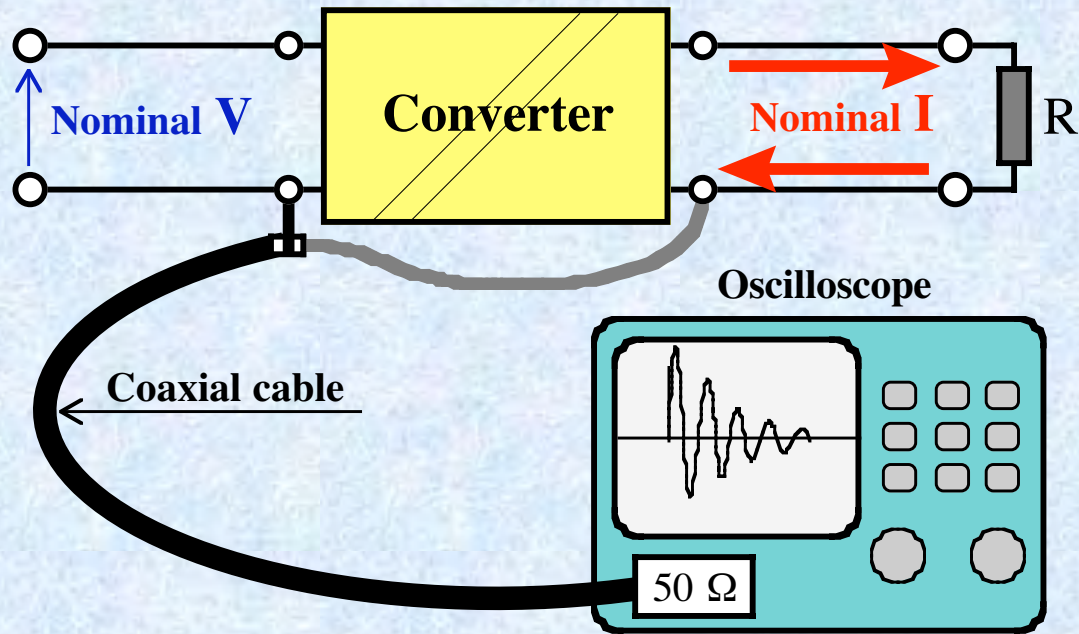 Nominal V
Converter
Nominal I
R
Oscilloscope
Coaxial cable
50 Ω